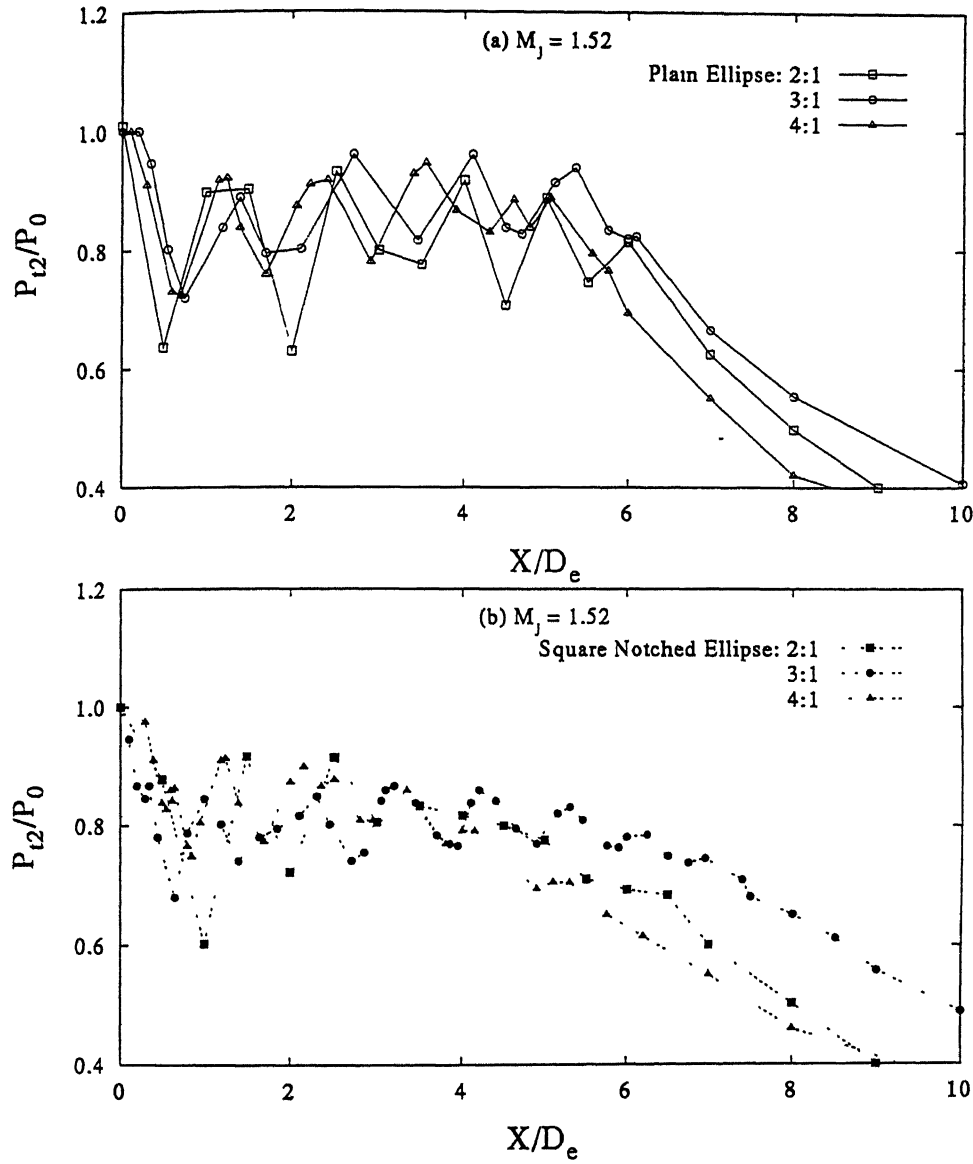 1.2
(a) M_J = 1.52
Plain Ellipse: 2:1
3:1
4:1
1.0
0.8
0.6
0.4
P_t2/P_0
0 2 4 6 8 10
X/D_e
1.2
(b) M_J = 1.52
Square Notched Ellipse: 2:1
3:1
4:1
1.0
0.8
0.6
0.4
P_t2/P_0
0 2 4 6 8 10
X/D_e